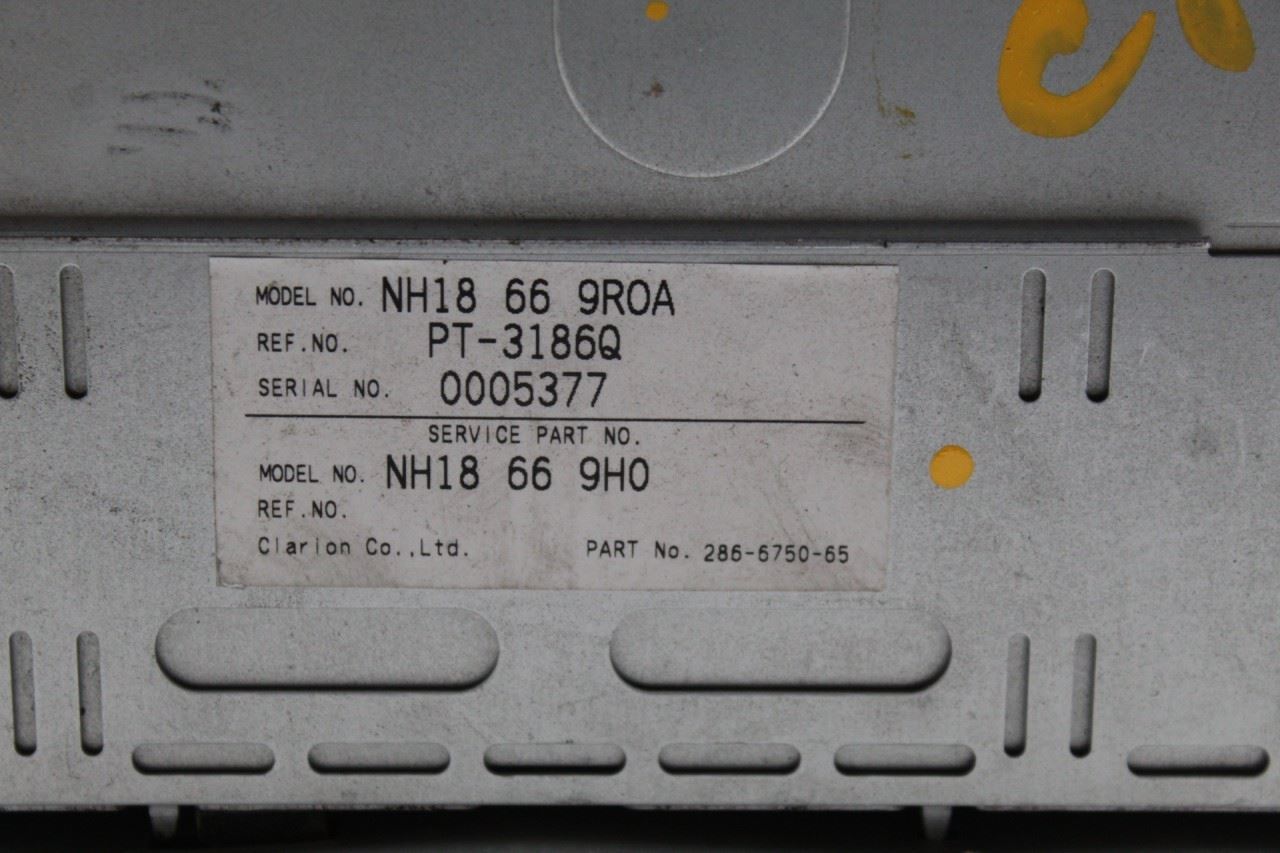 MODEL NO. NH18 66 9R0A
REF.NO. PT-3186Q
SERIAL NO. 0005377
SERVICE PART NO.
MODEL NO. NH18 66 9H0
REF.NO.
Clarion Co.,Ltd. PART No. 286-6750-65